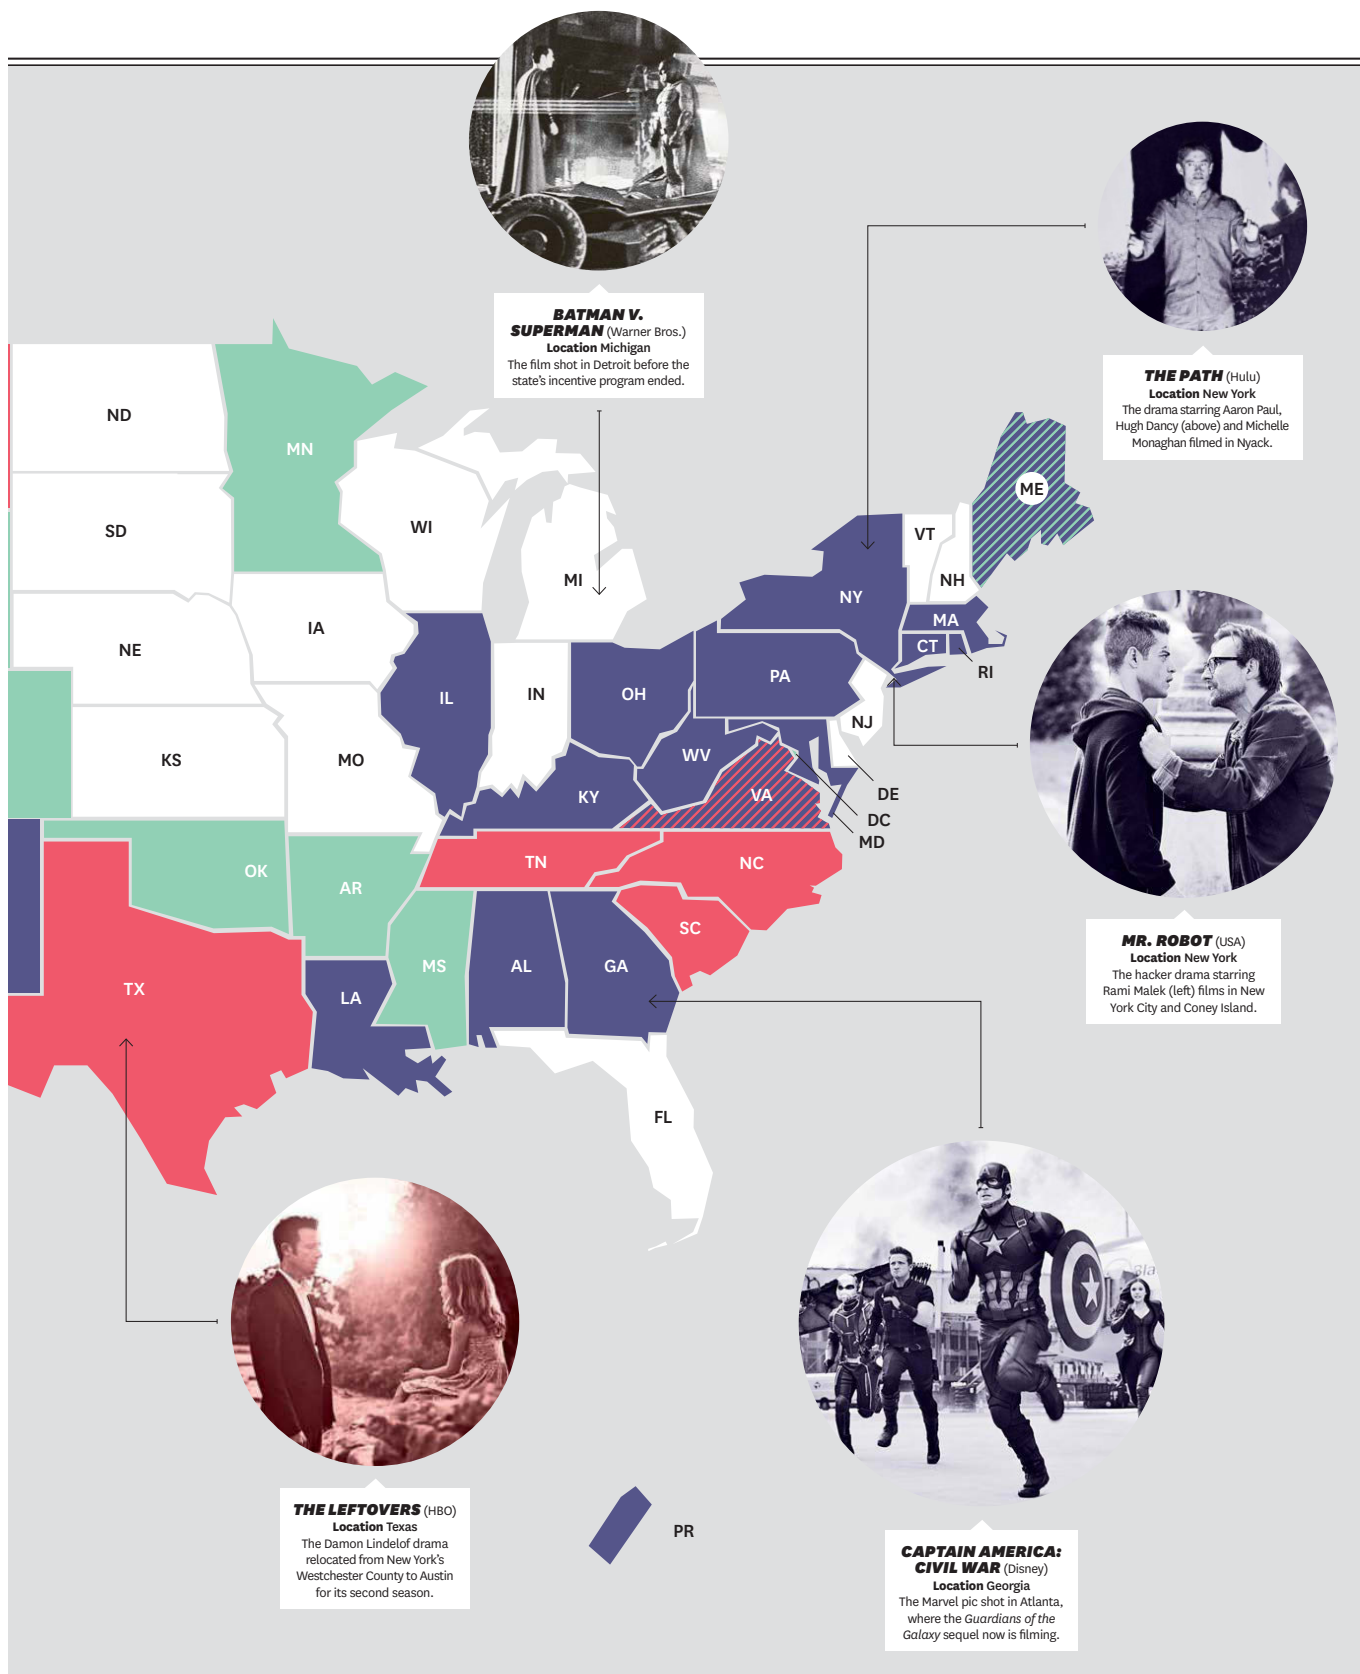 BATMAN V.
SUPERMAN (Warner Bros.)
Location Michigan
The film shot in Detroit before the
state's incentive program ended.
THE PATH (Hulu)
Location New York
The drama starring Aaron Paul,
Hugh Dancy (above) and Michelle
Monaghan filmed in Nyack.
ND
MN
SD
WI
MI
ME
VT
NH
NY
MA
CT
RI
NE
IA
PA
IL
IN
OH
NJ
KS
MO
WV
KY
VA
DE
DC
MD
OK
AR
TN
NC
SC
MS
AL
GA
TX
LA
FL
MR. ROBOT (USA)
Location New York
The hacker drama starring
Rami Malek (left) films in New
York City and Coney Island.
THE LEFTOVERS (HBO)
Location Texas
The Damon Lindelof drama
relocated from New York's
Westchester County to Austin
for its second season.
PR
CAPTAIN AMERICA:
CIVIL WAR (Disney)
Location Georgia
The Marvel pic shot in Atlanta,
where the Guardians of the
Galaxy sequel now is filming.